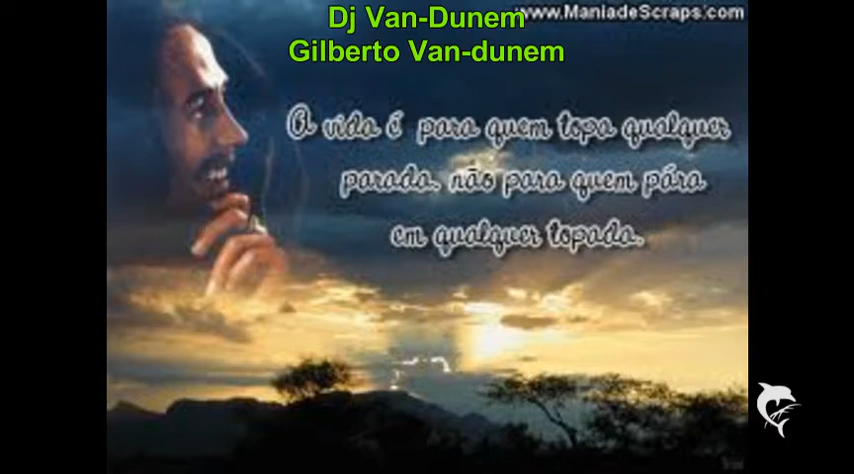 Dj Van-Dunem
www.ManiadeScraps.com
Gilberto Van-dunem
A vida é para quem topa qualquer
parada. não para quem pára
em qualquer topada.